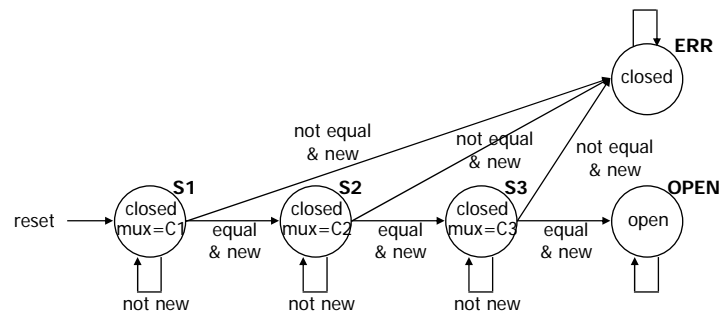 ERR
closed
not equal
& new
not equal
& new
not equal
& new
S1
S2
S3
OPEN
reset
closed
mux=C1
equal
& new
closed
mux=C2
equal
& new
closed
mux=C3
equal
& new
open
not new
not new
not new